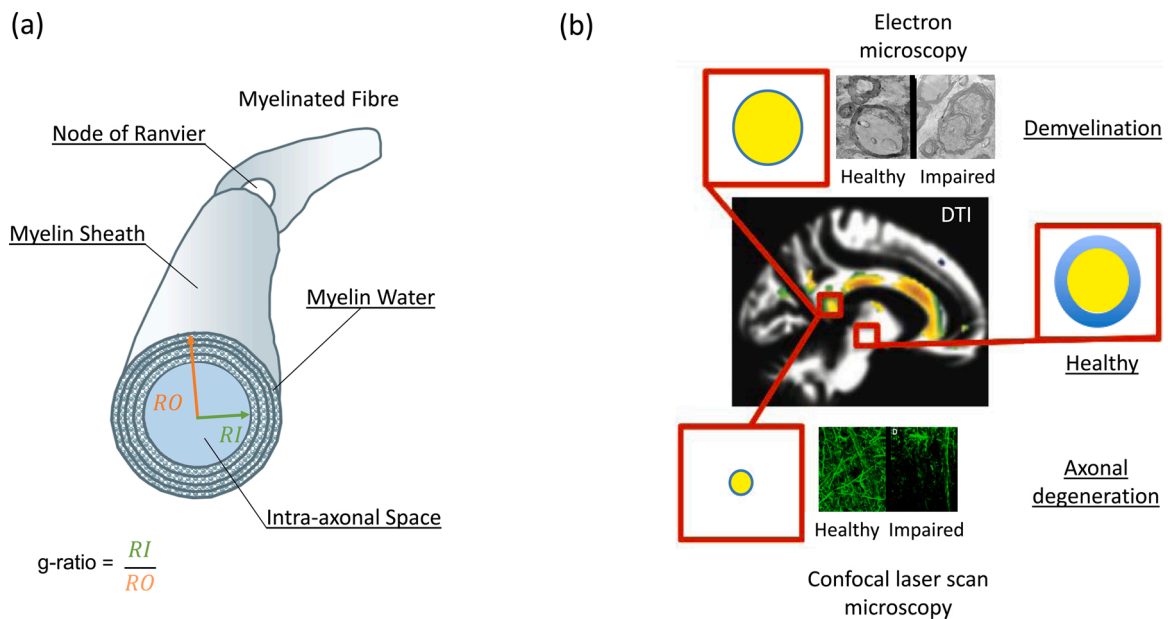 (a)
Myelinated Fibre
Node of Ranvier
Myelin Sheath
Myelin Water
RO
RI
Intra-axonal Space
g-ratio = RI
RO
(b)
Electron
microscopy
Demyelination
Healthy Impaired
DTI
Healthy
D
Axonal
degeneration
Healthy Impaired
Confocal laser scan
microscopy